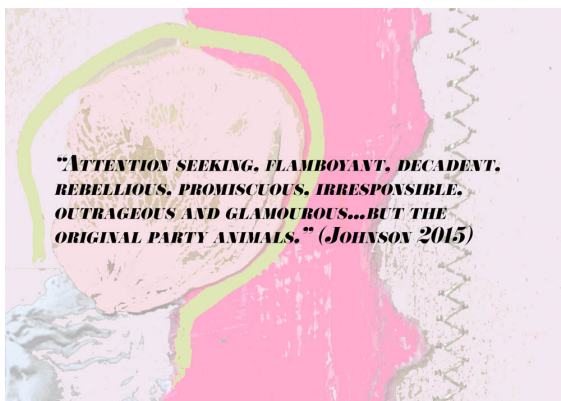 “Attention seeking, flamboyant, decadent,
rebellious, promiscuous, irresponsible,
outrageous and glamourous...but the
original party animals.” (Johnson 2015)